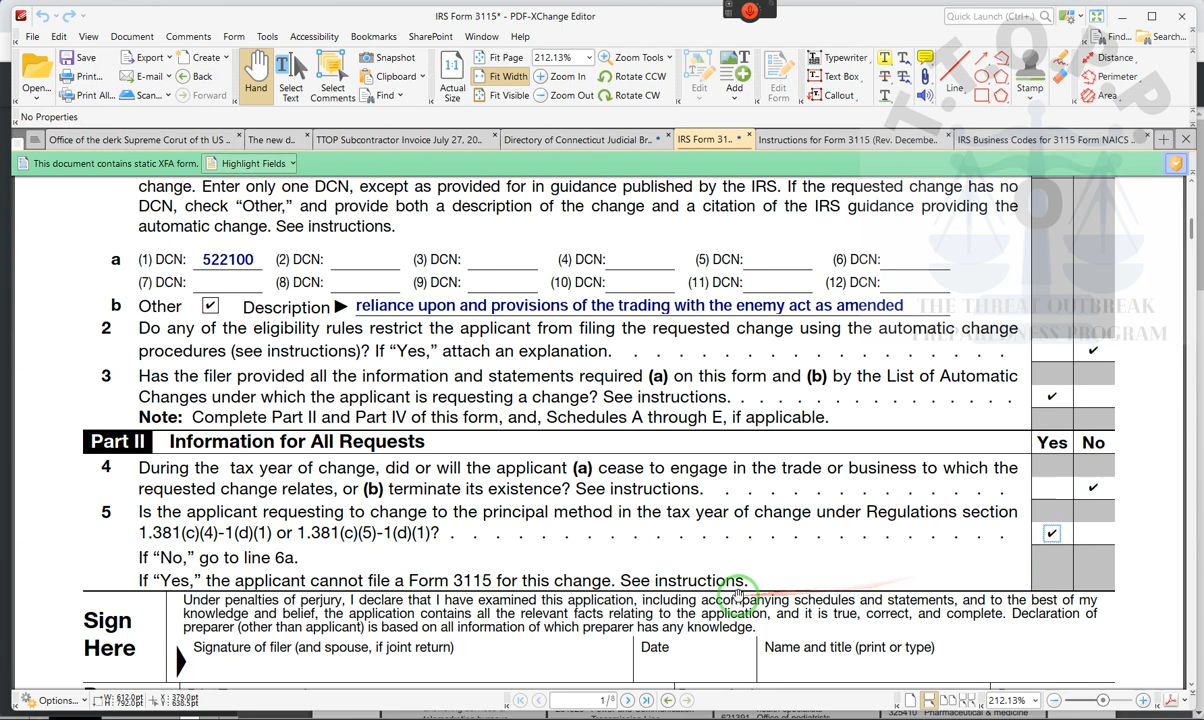 IRS Form 3115* - PDF-XChange Editor
Quick Launch (Ctrl+.)
File Edit View Document Comments Form Tools Accessibility Bookmarks SharePoint Window Help
Find... Search...
Open...
Save
Print...
Print All...
Export
E-mail
Scan...
Create
Back
Forward
Hand
Select Text
Select Comments
Snapshot
Clipboard
Find
Actual Size
Fit Page
Fit Width
Fit Visible
212.13%
Zoom In
Zoom Out
Zoom Tools
Rotate CCW
Rotate CW
Edit
Add
Edit Form
Typewriter
Text Box
Callout
Line
Stamp
Distance
Perimeter
Area
T.T.O.P
No Properties
Office of the clerk Supreme Corut of th US ... The new d... TTOP Subcontractor Invoice July 27, 20... Directory of Connecticut Judicial Br... * IRS Form 31... * Instructions for Form 3115 (Rev. Decembe... IRS Business Codes for 3115 Form NAICS ...
This document contains static XFA form. Highlight Fields
change. Enter only one DCN, except as provided for in guidance published by the IRS. If the requested change has no
DCN, check “Other,” and provide both a description of the change and a citation of the IRS guidance providing the
automatic change. See instructions.
a (1) DCN: 522100 (2) DCN: (3) DCN: (4) DCN: (5) DCN: (6) DCN:
(7) DCN: (8) DCN: (9) DCN: (10) DCN: (11) DCN: (12) DCN:
b Other ✔ Description ▶ reliance upon and provisions of the trading with the enemy act as amended
THE THREAT OUTBREAK
PREPAREDNESS PROGRAM
2 Do any of the eligibility rules restrict the applicant from filing the requested change using the automatic change
procedures (see instructions)? If “Yes,” attach an explanation. . . . . . . . . . . . . . . . ✔
3 Has the filer provided all the information and statements required (a) on this form and (b) by the List of Automatic
Changes under which the applicant is requesting a change? See instructions. . . . . . . . . . . . ✔
Note: Complete Part II and Part IV of this form, and, Schedules A through E, if applicable.
Part II Information for All Requests Yes No
4 During the tax year of change, did or will the applicant (a) cease to engage in the trade or business to which the
requested change relates, or (b) terminate its existence? See instructions. . . . . . . . . . . . . ✔
5 Is the applicant requesting to change to the principal method in the tax year of change under Regulations section
1.381(c)(4)-1(d)(1) or 1.381(c)(5)-1(d)(1)? . . . . . . . . . . . . . . . . . . . . ✔
If “No,” go to line 6a.
If “Yes,” the applicant cannot file a Form 3115 for this change. See instructions.
Sign Here
Under penalties of perjury, I declare that I have examined this application, including accompanying schedules and statements, and to the best of my
knowledge and belief, the application contains all the relevant facts relating to the application, and it is true, correct, and complete. Declaration of
preparer (other than applicant) is based on all information of which preparer has any knowledge.
Signature of filer (and spouse, if joint return) Date Name and title (print or type)
Options... W: 612.0pt H: 792.0pt X: 379.0pt Y: 638.5pt 1/8 212.13%